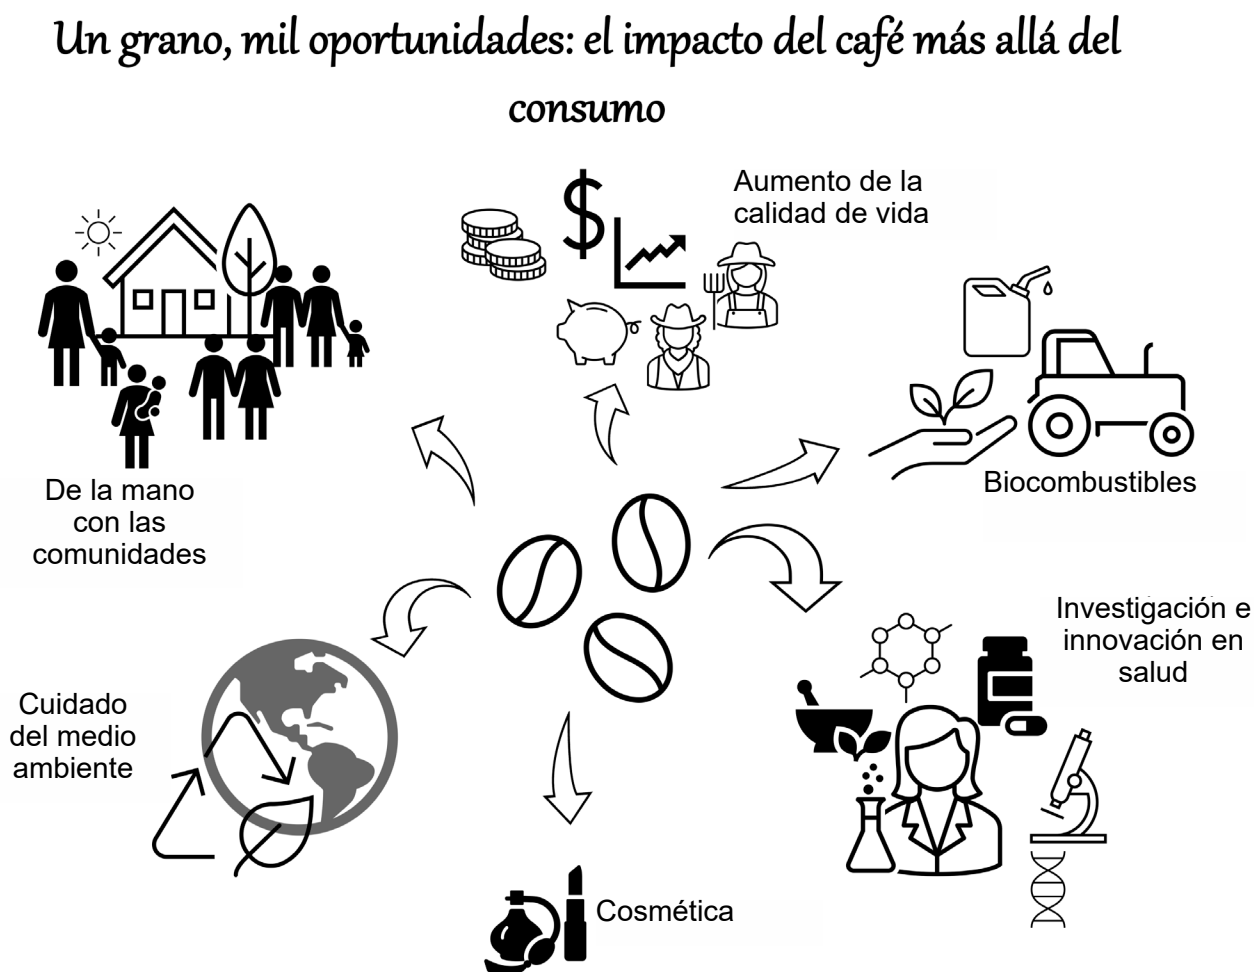 Un grano, mil oportunidades: el impacto del café más allá del
consumo
Aumento de la
calidad de vida
De la mano
con las
comunidades
Biocombustibles
Investigación e
innovación en
salud
Cuidado
del medio
ambiente
Cosmética